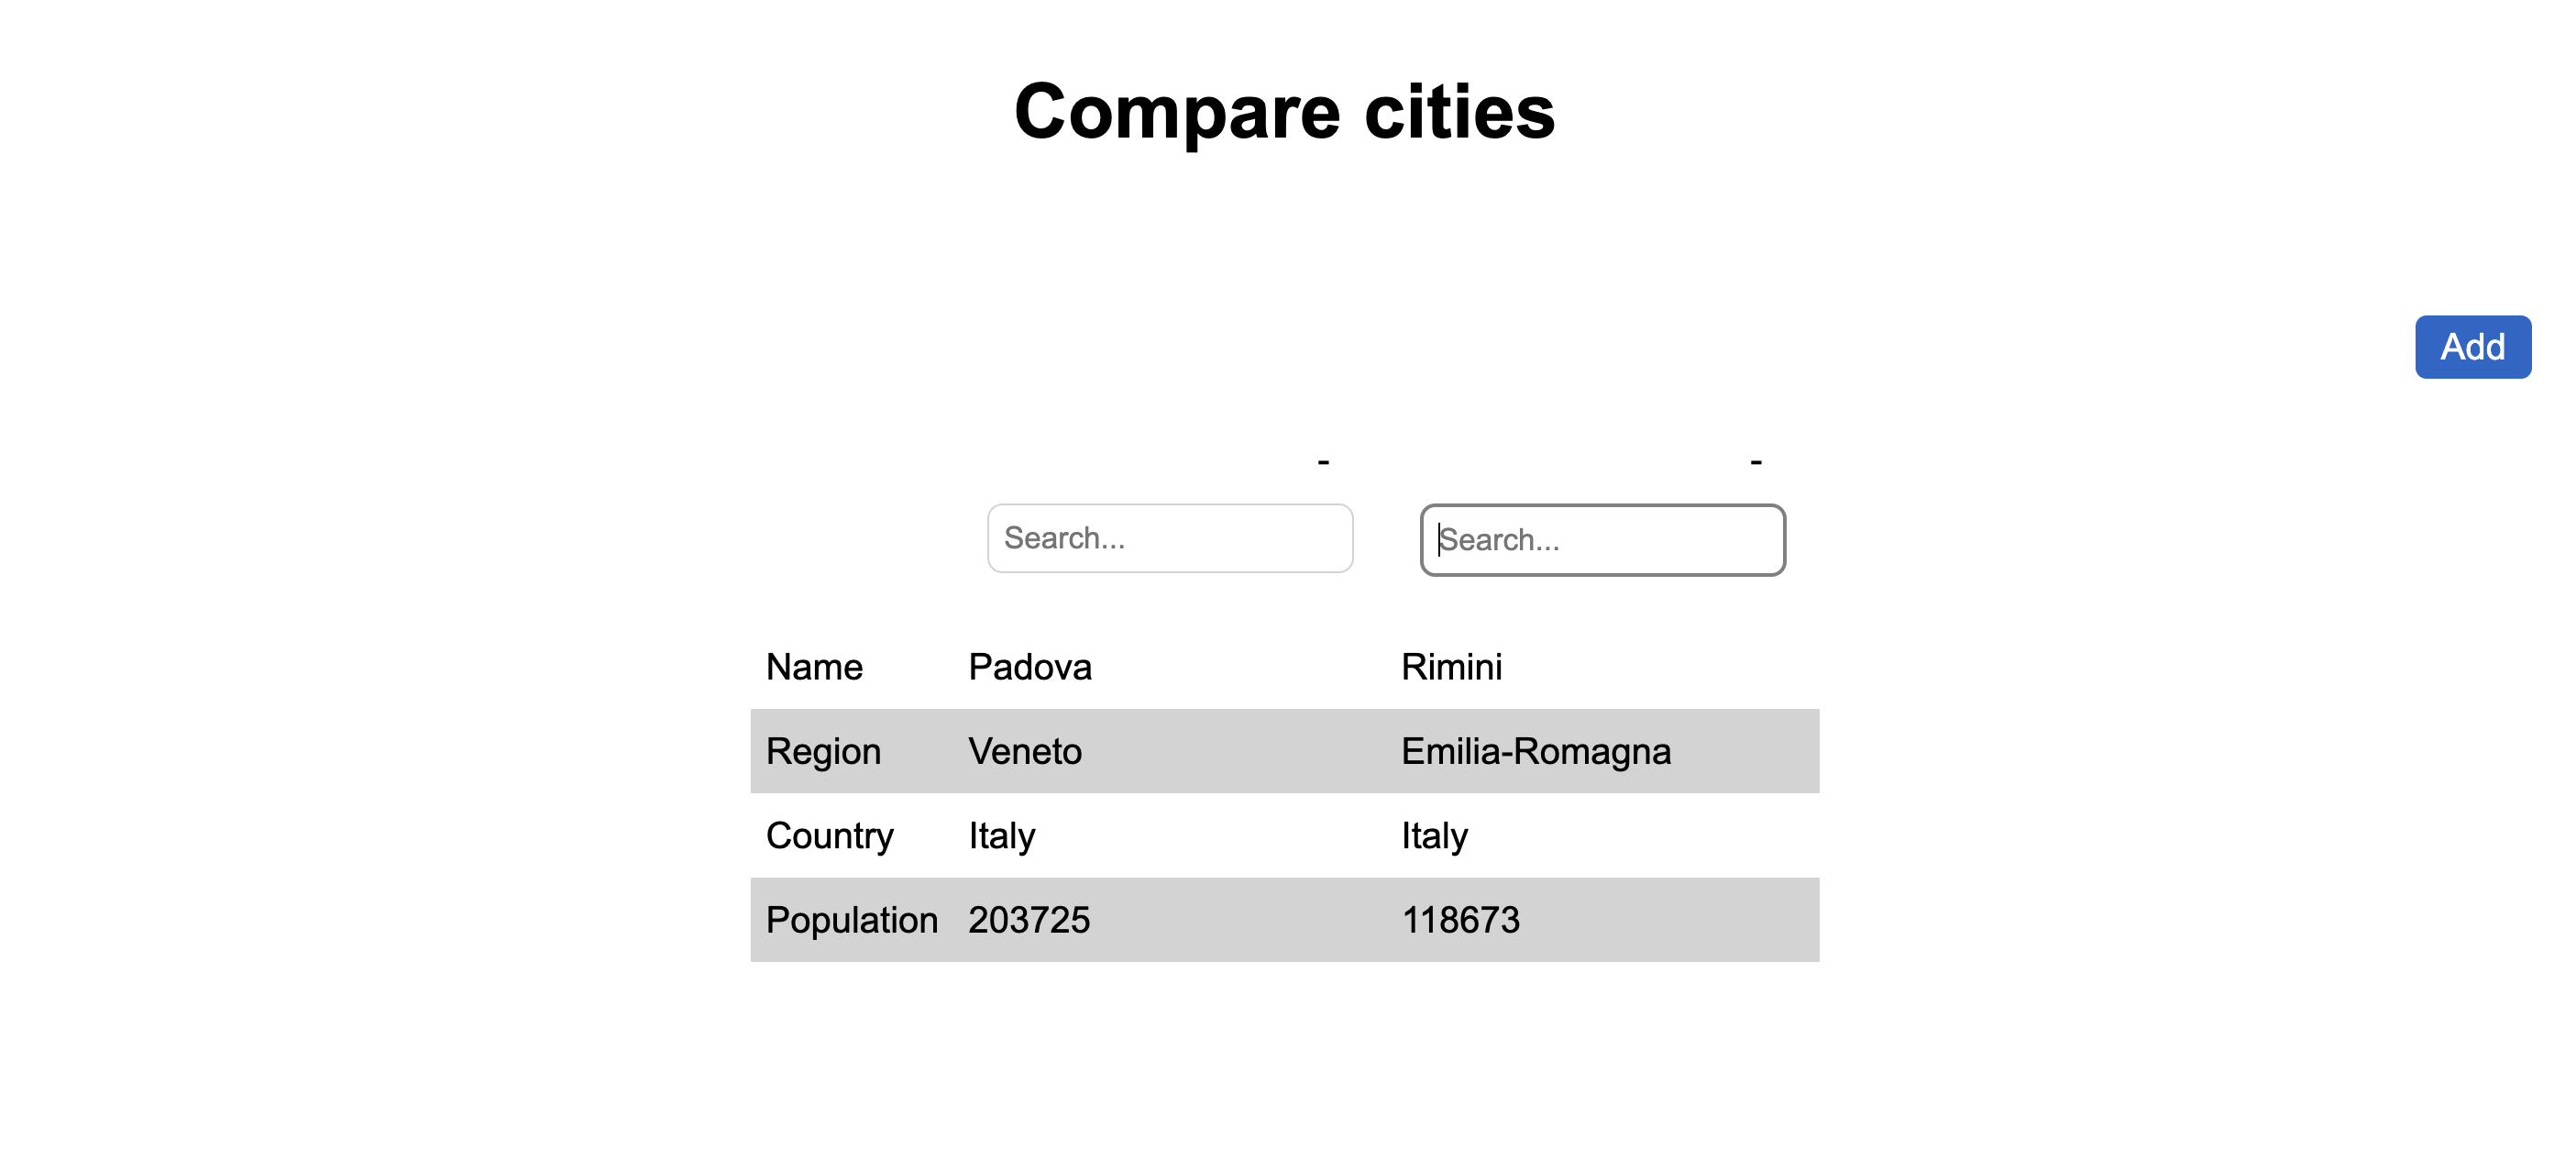 Compare cities
Add
- -
Search... Search...
Name Padova Rimini
Region Veneto Emilia-Romagna
Country Italy Italy
Population 203725 118673